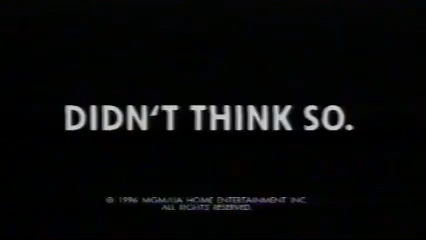 DIDN'T THINK SO.
© 1996 MGM/UA HOME ENTERTAINMENT INC.
ALL RIGHTS RESERVED.